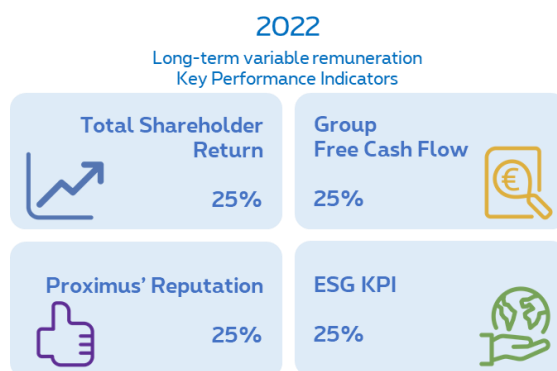 2022
Long-term variable remuneration
Key Performance Indicators
Total Shareholder
Return
25%
Group
Free Cash Flow
25%
€
Proximus’ Reputation
25%
ESG KPI
25%